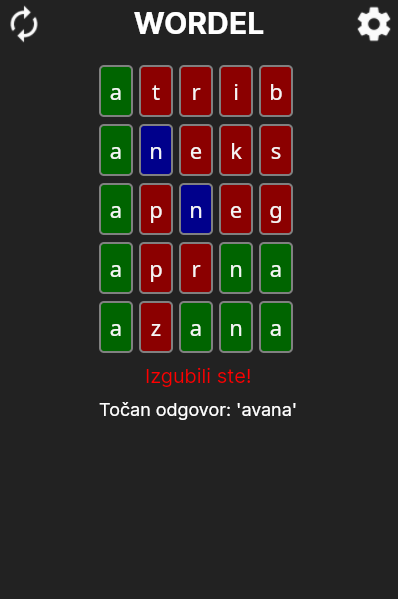 WORDEL
a t r i b
a n e k s
a p n e g
a p r n a
a z a n a
Izgubili ste!
Točan odgovor: 'avana'